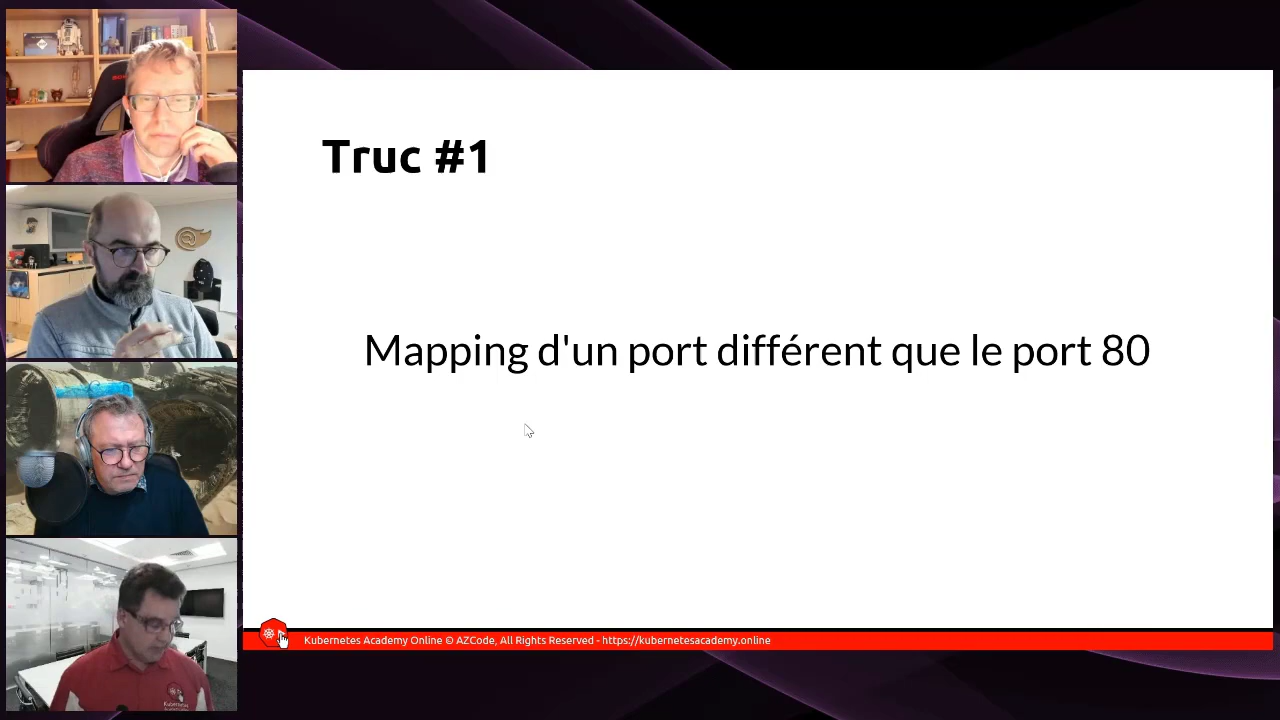 Truc #1
Mapping d'un port différent que le port 80
Kubernetes Academy Online © AZCode, All Rights Reserved - https://kubernetesacademy.online
Kubernetes